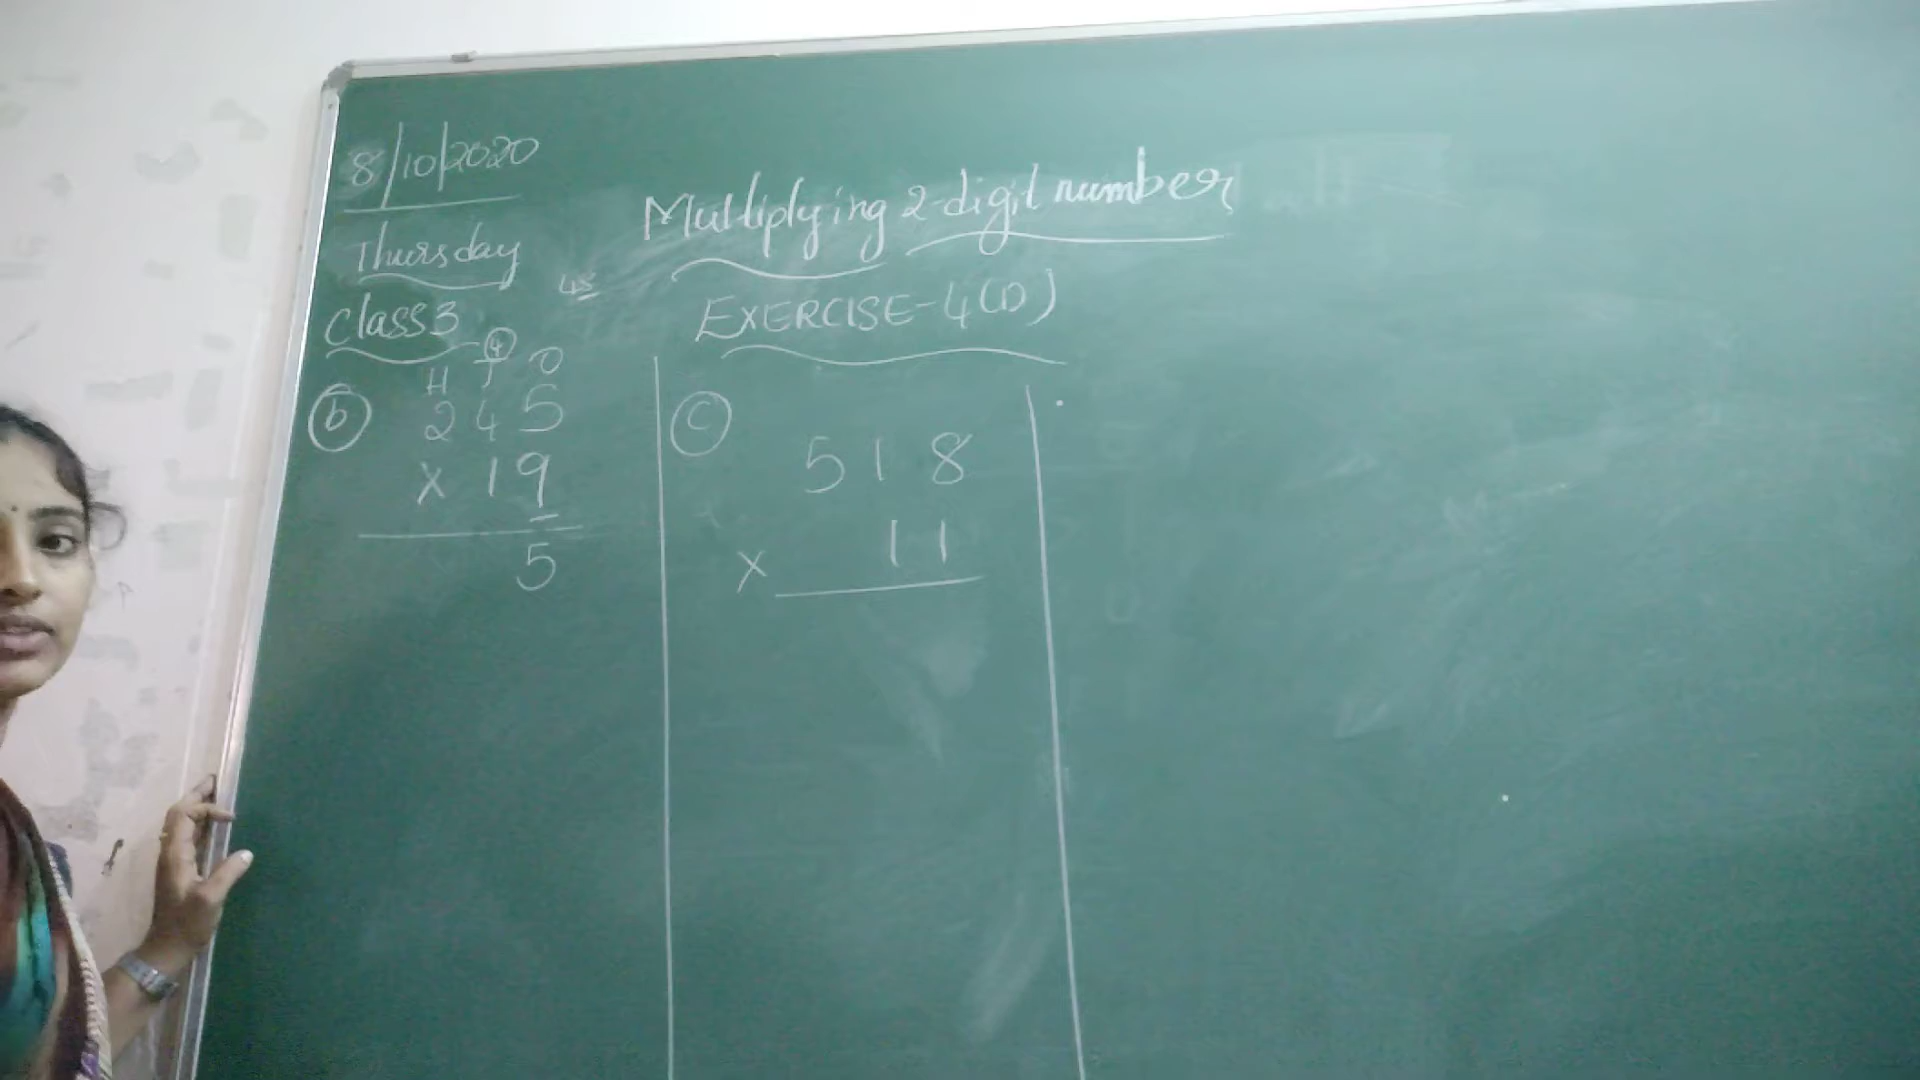 8/10/2020
Multiplying 2-digit number
Thursday
45
EXERCISE-4(D)
Class 3
4
H T O
b 2 4 5
x 1 9
5
c 5 1 8
x 1 1